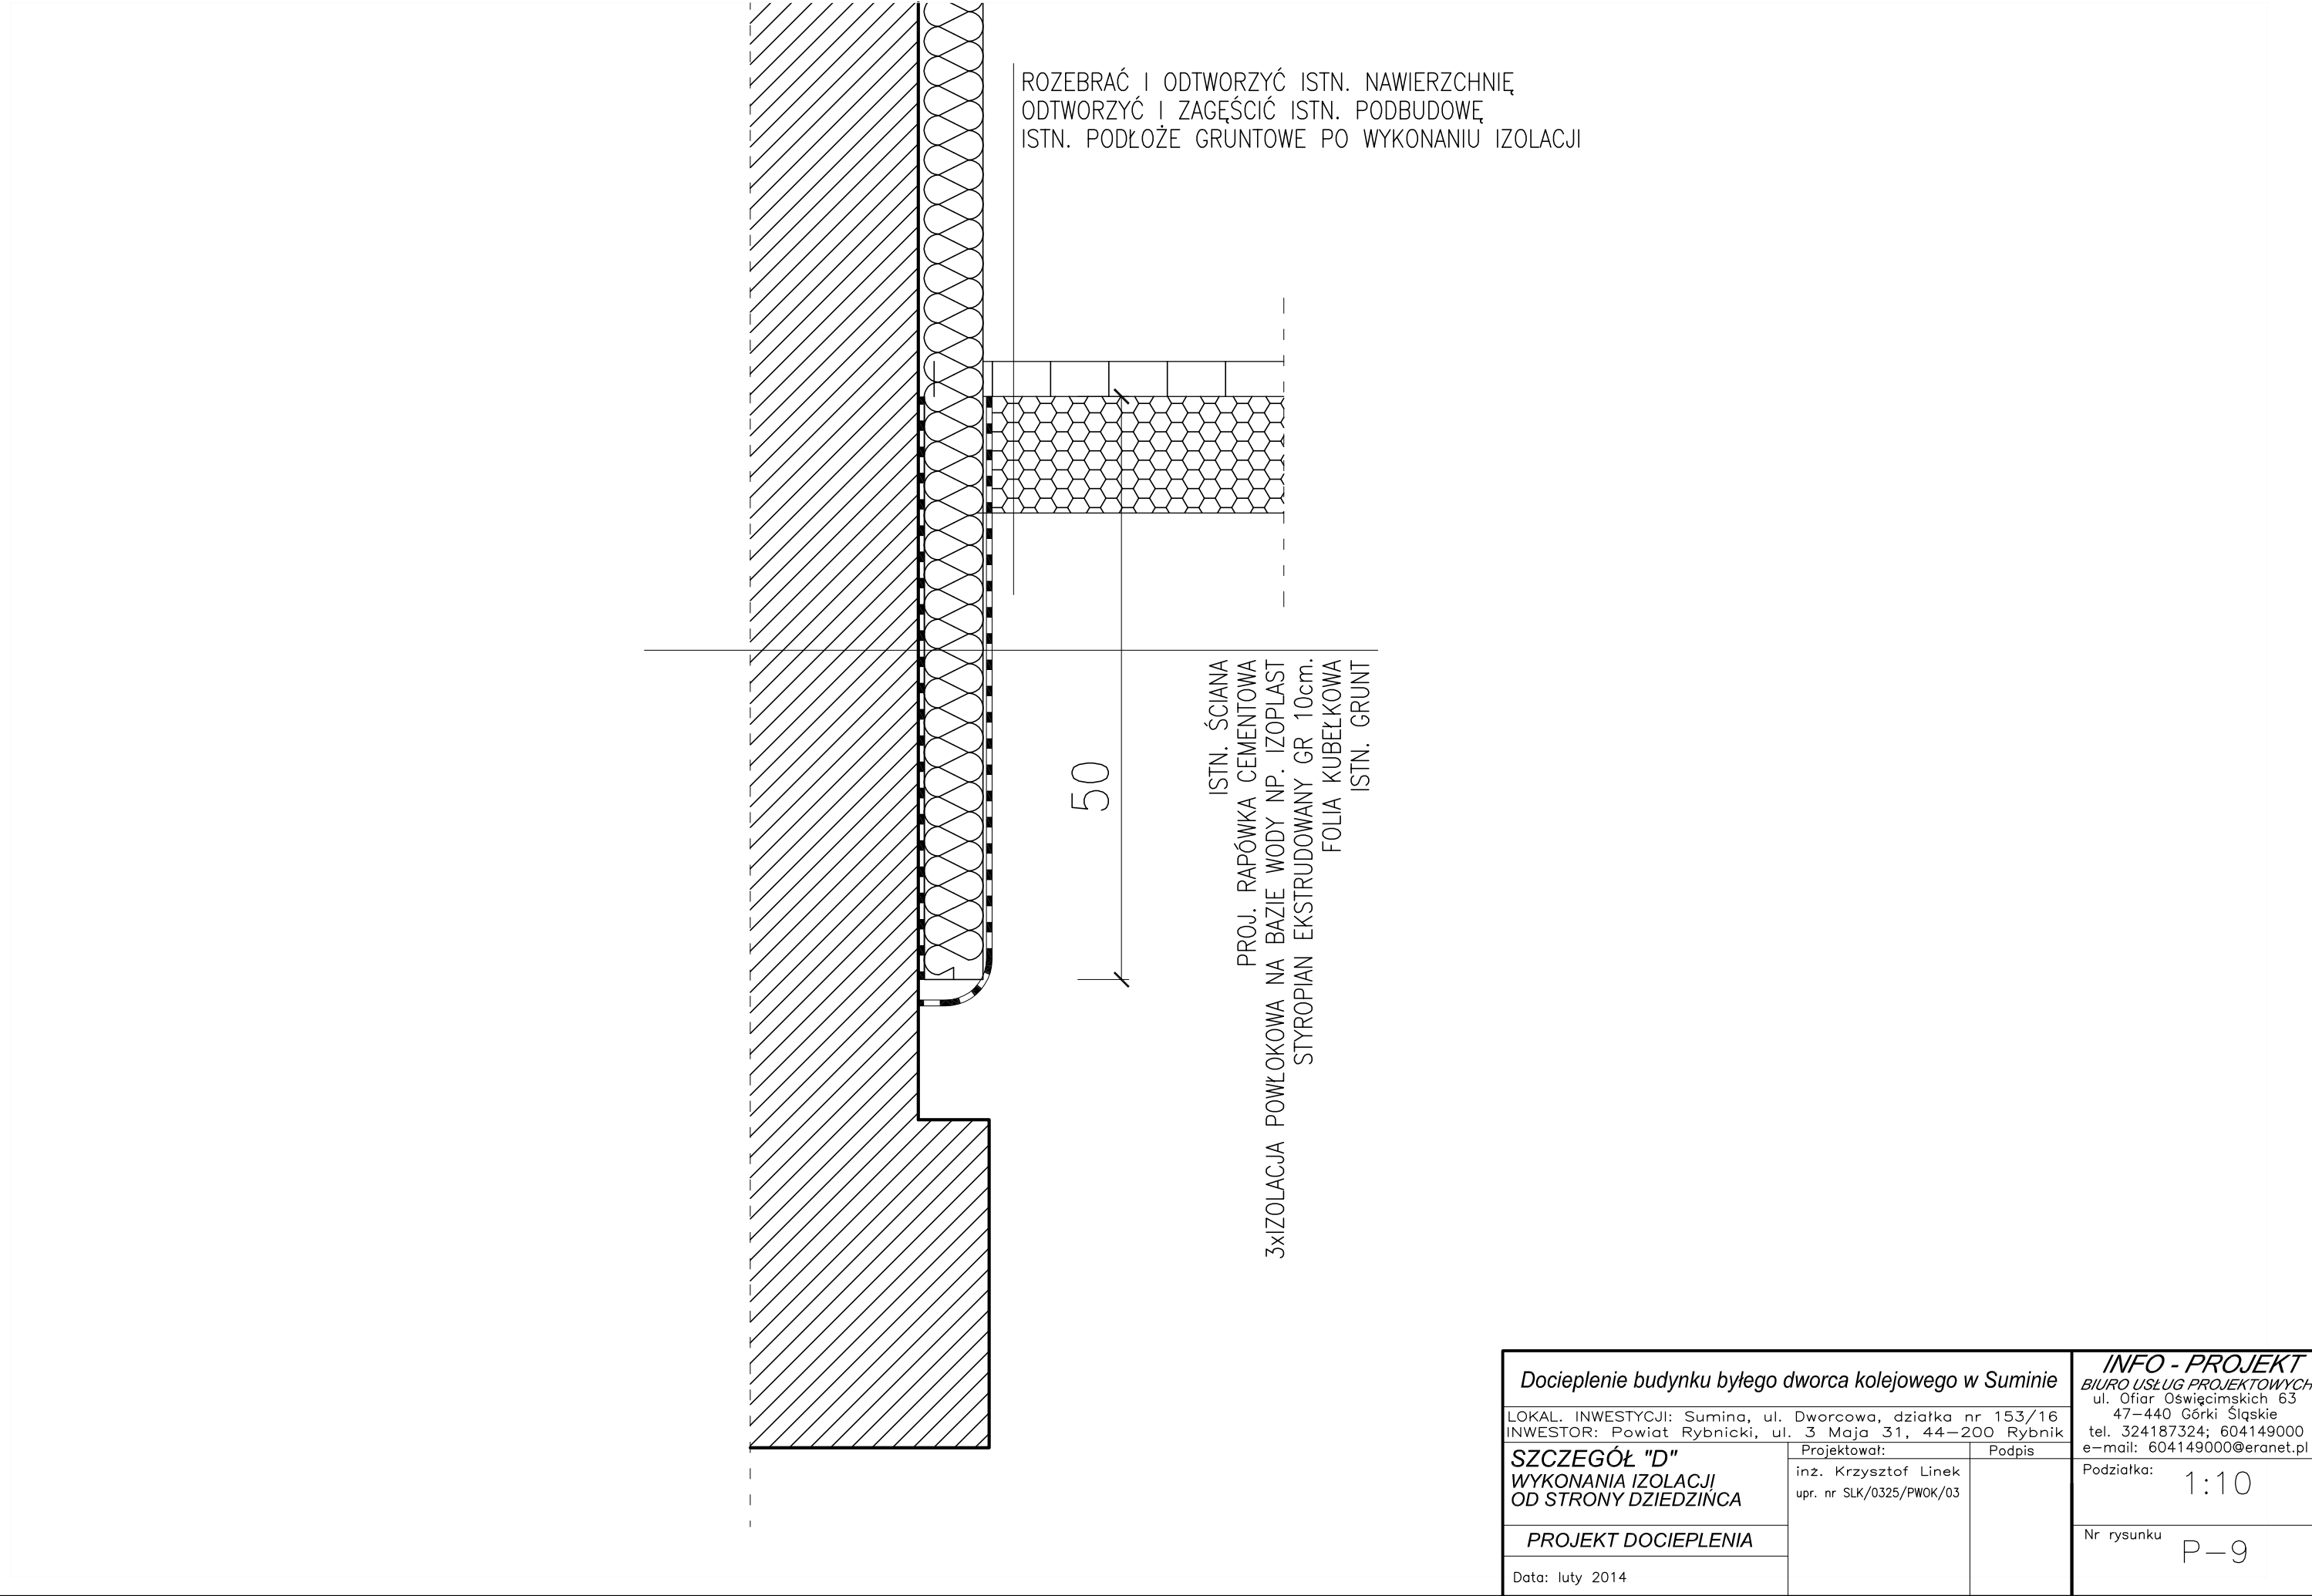 ROZEBRAĆ I ODTWORZYĆ ISTN. NAWIERZCHNIĘ
ODTWORZYĆ I ZAGĘŚCIĆ ISTN. PODBUDOWĘ
ISTN. PODŁOŻE GRUNTOWE PO WYKONANIU IZOLACJI
50
ISTN. ŚCIANA
PROJ. RAPÓWKA CEMENTOWA
3xIZOLACJA POWŁOKOWA NA BAZIE WODY NP. IZOPLAST
STYROPIAN EKSTRUDOWANY GR 10cm.
FOLIA KUBEŁKOWA
ISTN. GRUNT
Docieplenie budynku byłego dworca kolejowego w Suminie
LOKAL. INWESTYCJI: Sumina, ul. Dworcowa, działka nr 153/16
INWESTOR: Powiat Rybnicki, ul. 3 Maja 31, 44-200 Rybnik
SZCZEGÓŁ "D"
WYKONANIA IZOLACJI
OD STRONY DZIEDZIŃCA
PROJEKT DOCIEPLENIA
Data: luty 2014
Projektował:
inż. Krzysztof Linek
upr. nr SLK/0325/PWOK/03
Podpis
INFO - PROJEKT
BIURO USŁUG PROJEKTOWYCH
ul. Ofiar Oświęcimskich 63
47-440 Górki Śląskie
tel. 324187324; 604149000
e-mail: 604149000@eranet.pl
Podziałka:
1:10
Nr rysunku
P-9